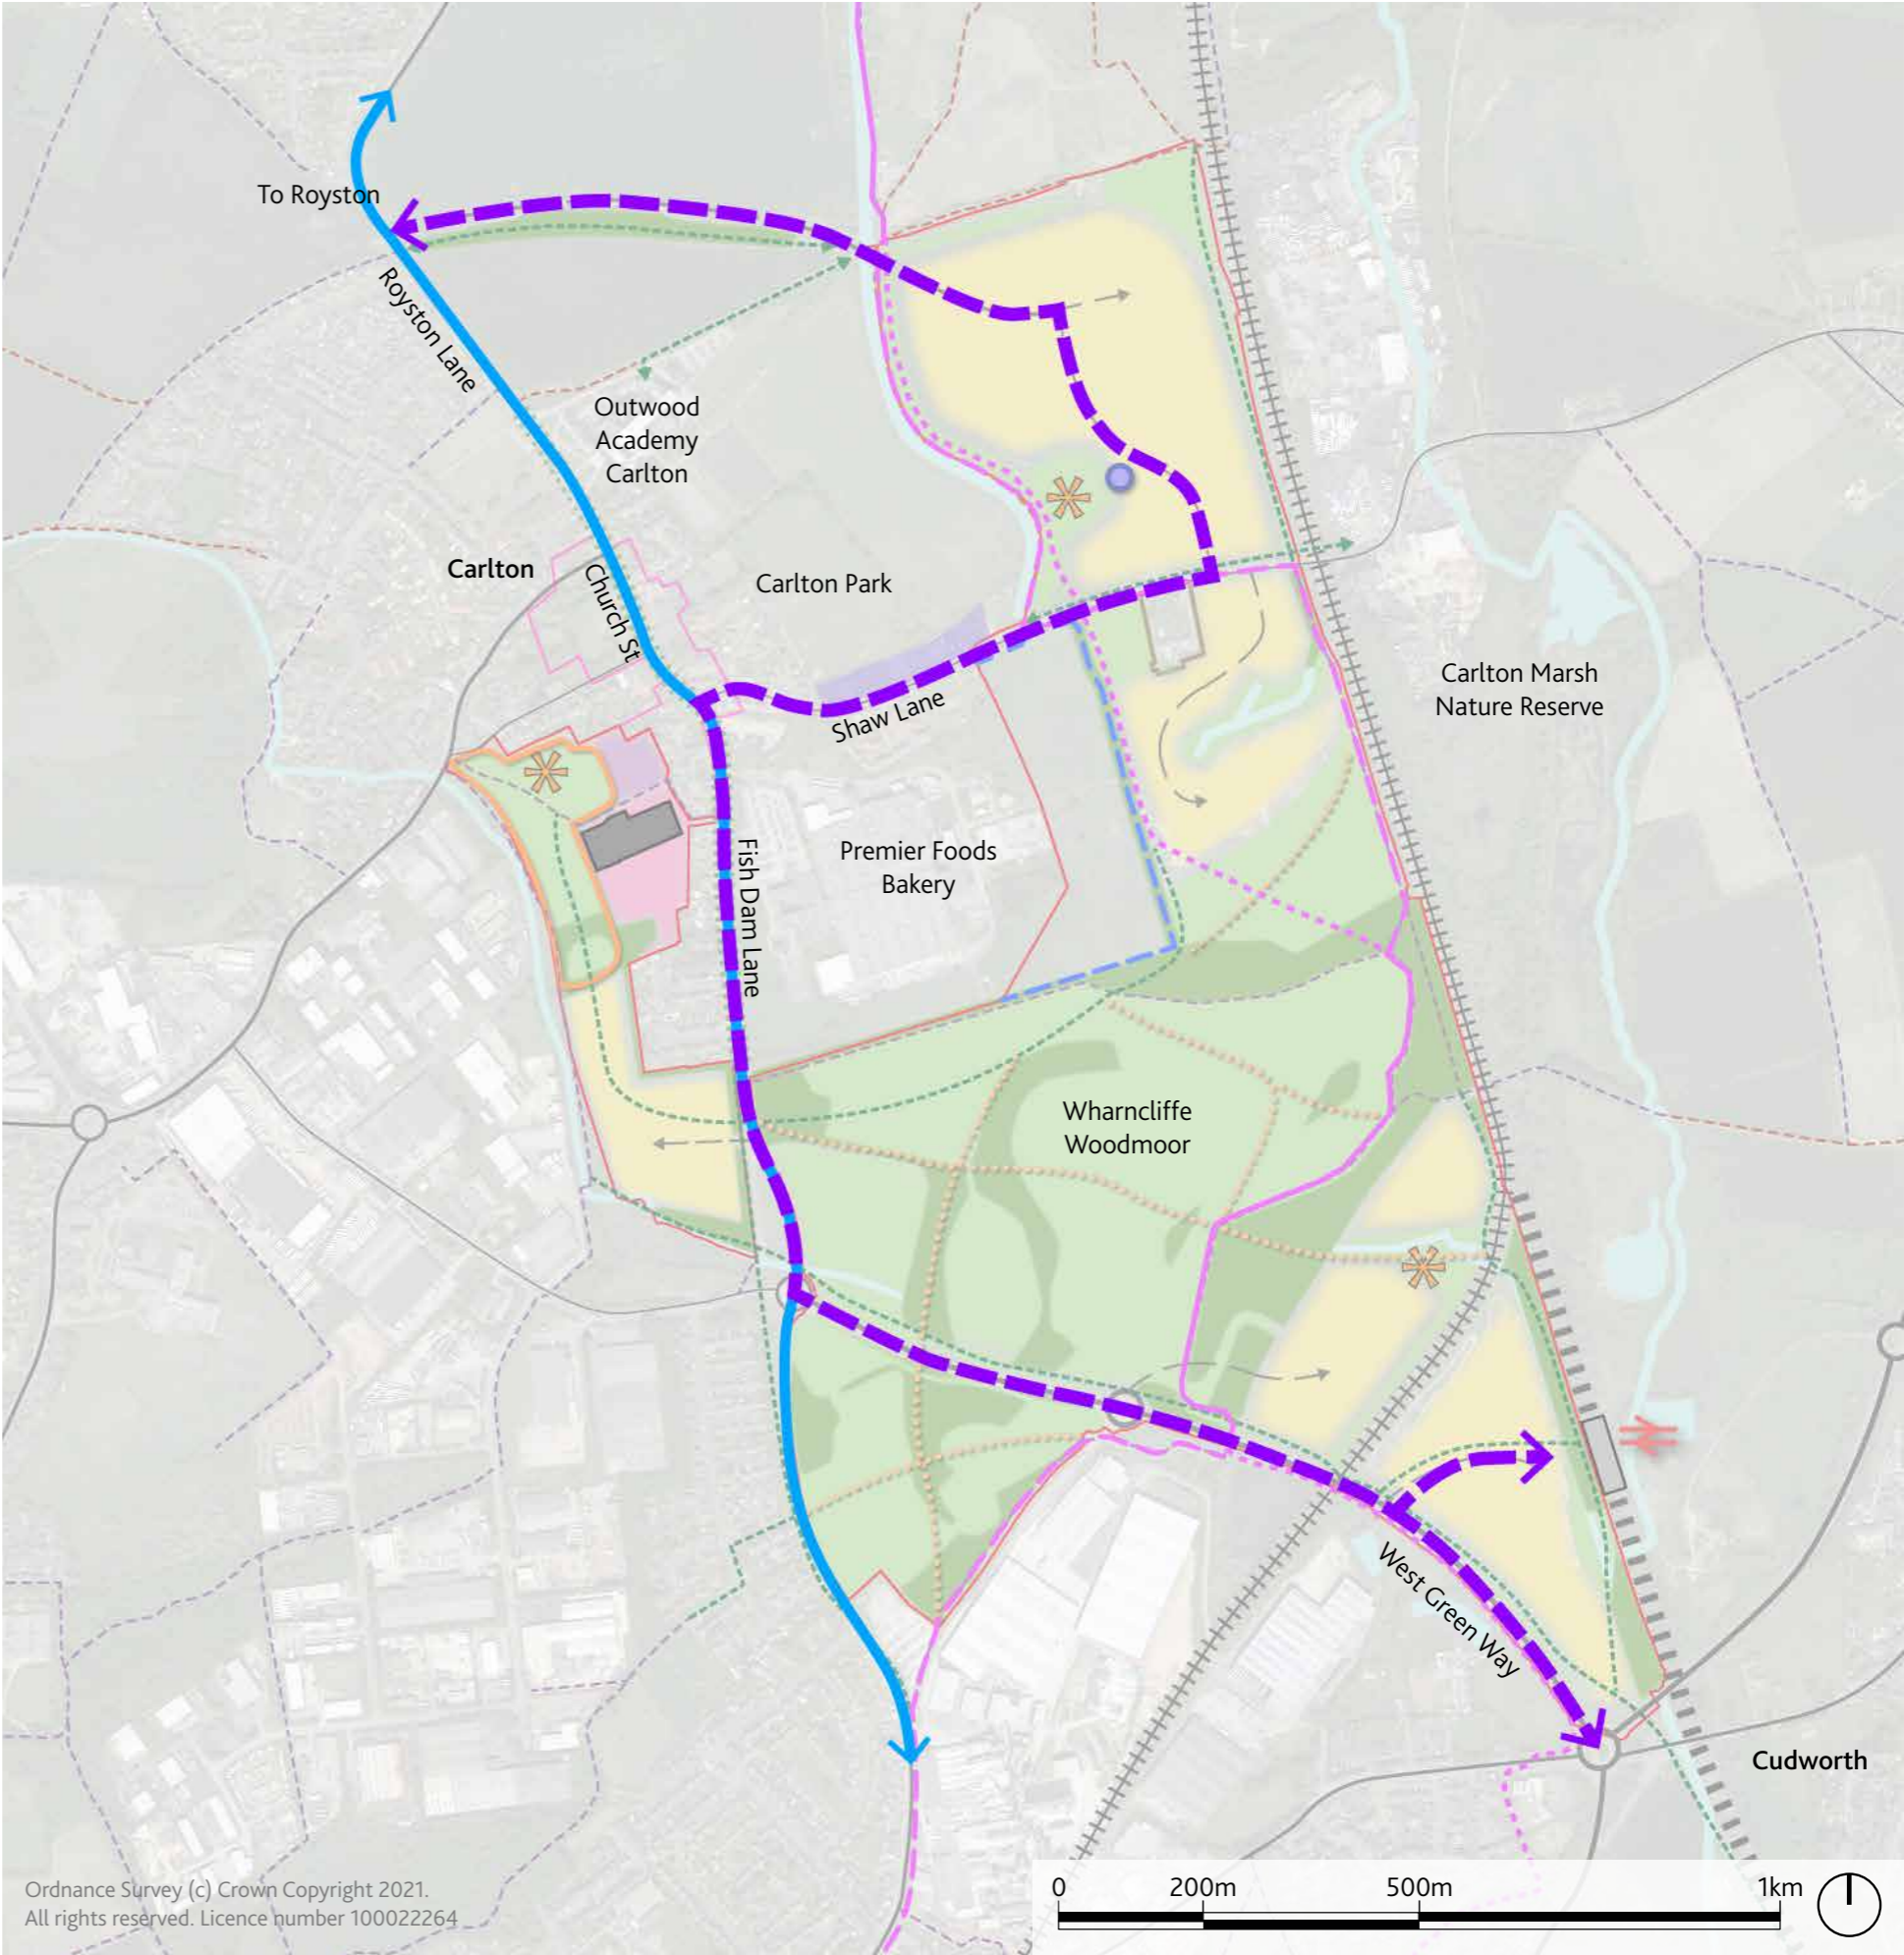 To Royston
Royston Lane
Outwood
Academy
Carlton
Carlton
Church St
Carlton Park
Shaw Lane
Carlton Marsh
Nature Reserve
Premier Foods
Bakery
Fish Dam Lane
Wharncliffe
Woodmoor
West Green Way
Cudworth
Ordnance Survey (c) Crown Copyright 2021.
All rights reserved. Licence number 100022264
0 200m 500m 1km